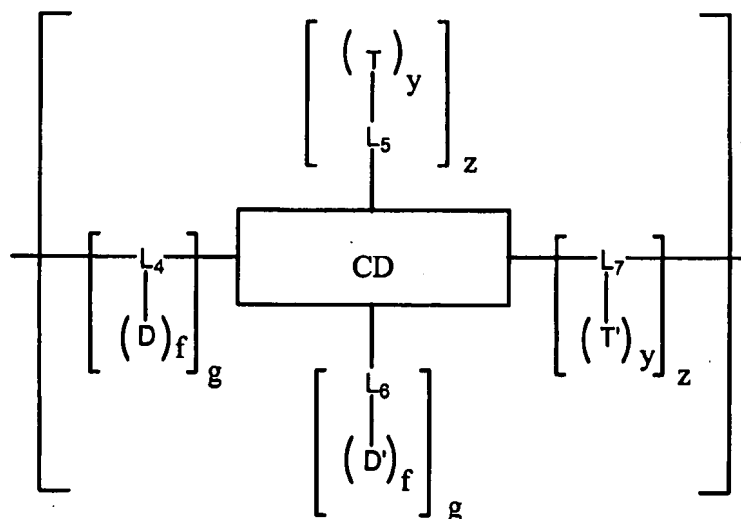 ( T )y
L5
z
L4 CD L7
( D )f ( T' )y
g z
L6
( D' )f
g